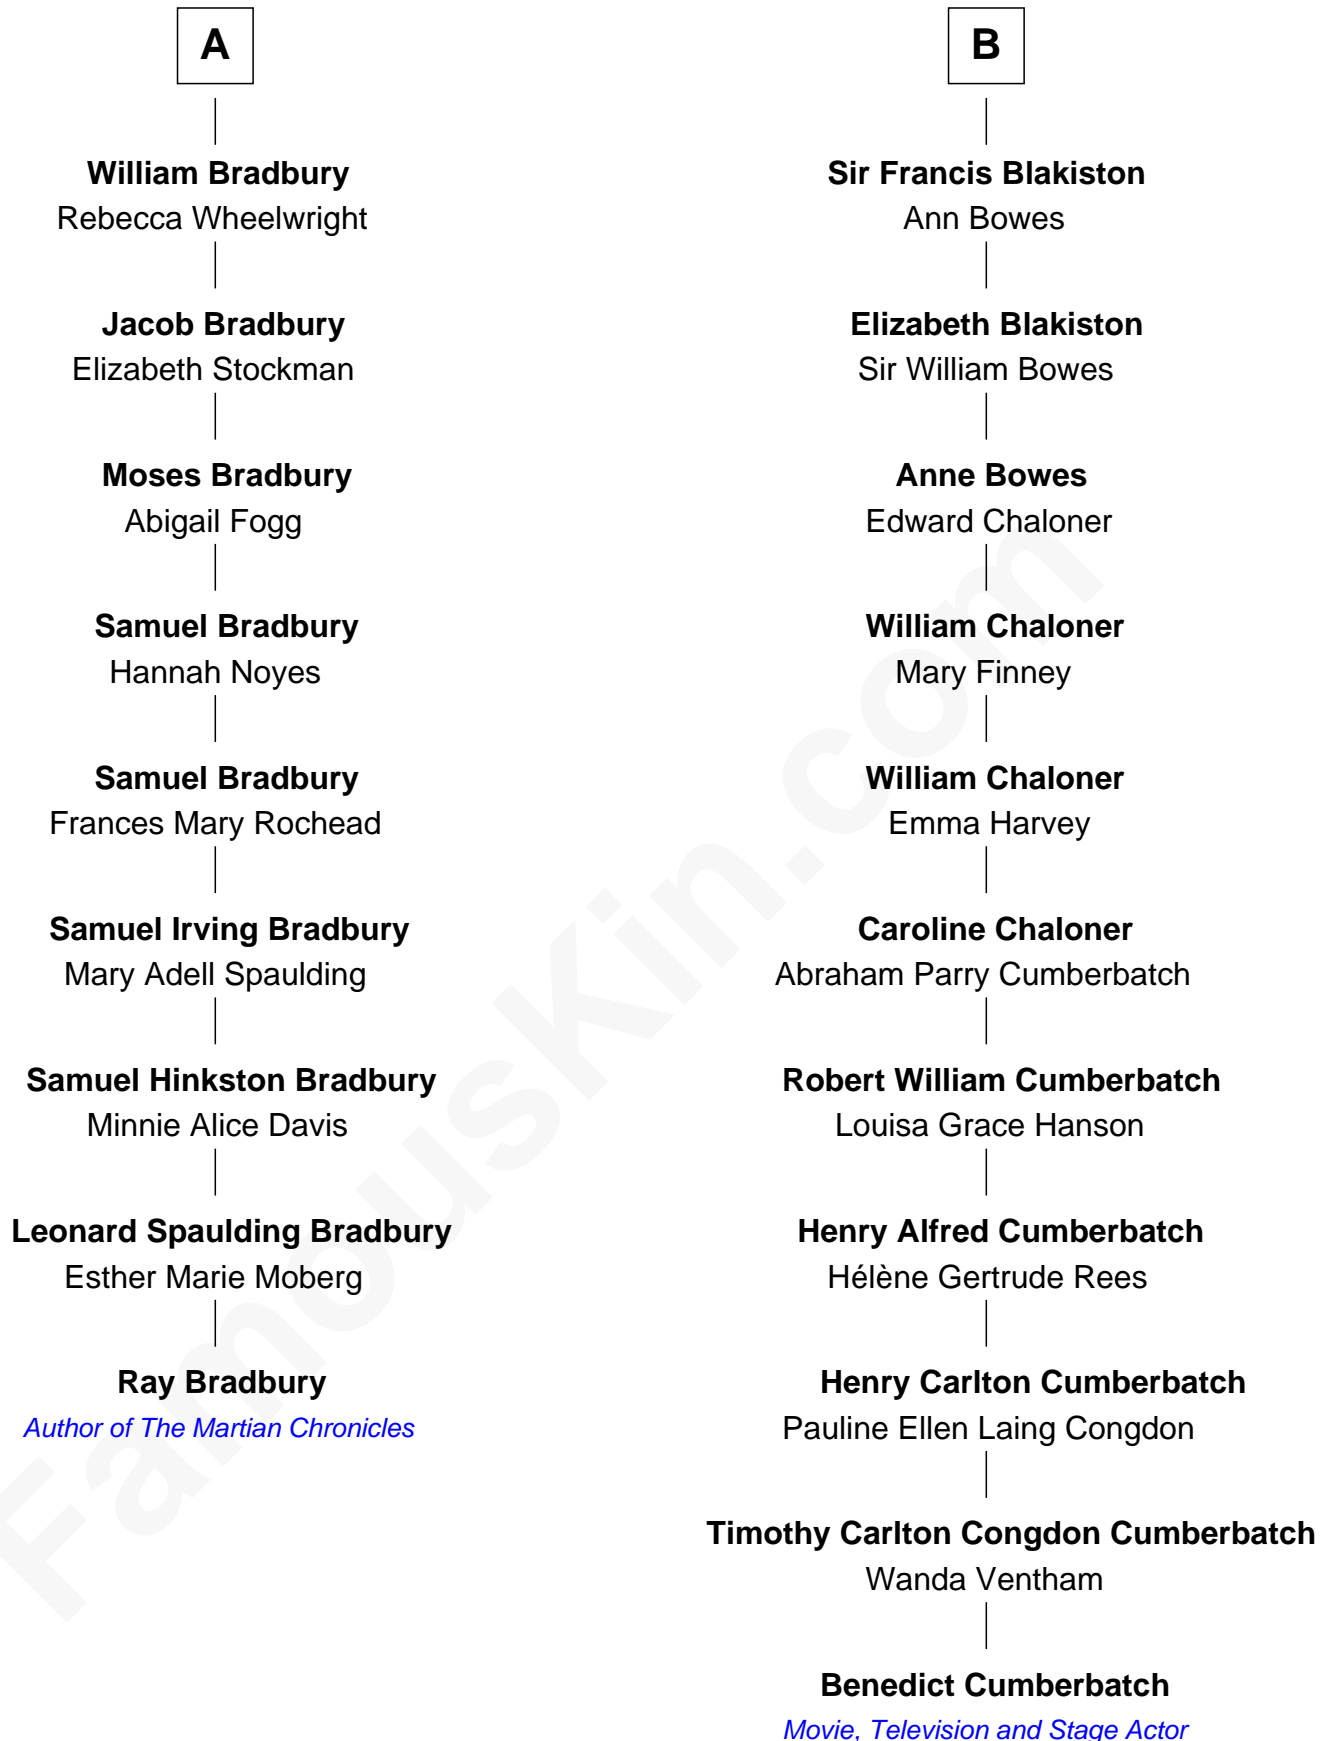 A
William Bradbury
Rebecca Wheelwright
Jacob Bradbury
Elizabeth Stockman
Moses Bradbury
Abigail Fogg
Samuel Bradbury
Hannah Noyes
Samuel Bradbury
Frances Mary Rochead
Samuel Irving Bradbury
Mary Adell Spaulding
Samuel Hinkston Bradbury
Minnie Alice Davis
Leonard Spaulding Bradbury
Esther Marie Moberg
Ray Bradbury
Author of The Martian Chronicles
B
Sir Francis Blakiston
Ann Bowes
Elizabeth Blakiston
Sir William Bowes
Anne Bowes
Edward Chaloner
William Chaloner
Mary Finney
William Chaloner
Emma Harvey
Caroline Chaloner
Abraham Parry Cumberbatch
Robert William Cumberbatch
Louisa Grace Hanson
Henry Alfred Cumberbatch
Hélène Gertrude Rees
Henry Carlton Cumberbatch
Pauline Ellen Laing Congdon
Timothy Carlton Congdon Cumberbatch
Wanda Ventham
Benedict Cumberbatch
Movie, Television and Stage Actor
FamousKin.com